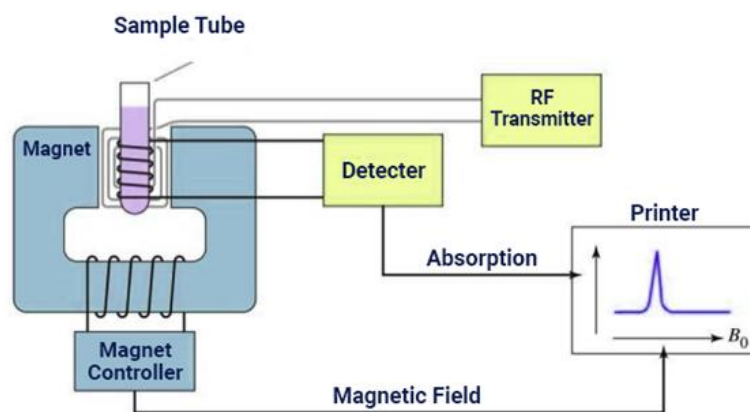 Sample Tube
RF
Transmitter
Magnet
Detecter
Printer
Absorption
B₀
Magnet
Controller
Magnetic Field